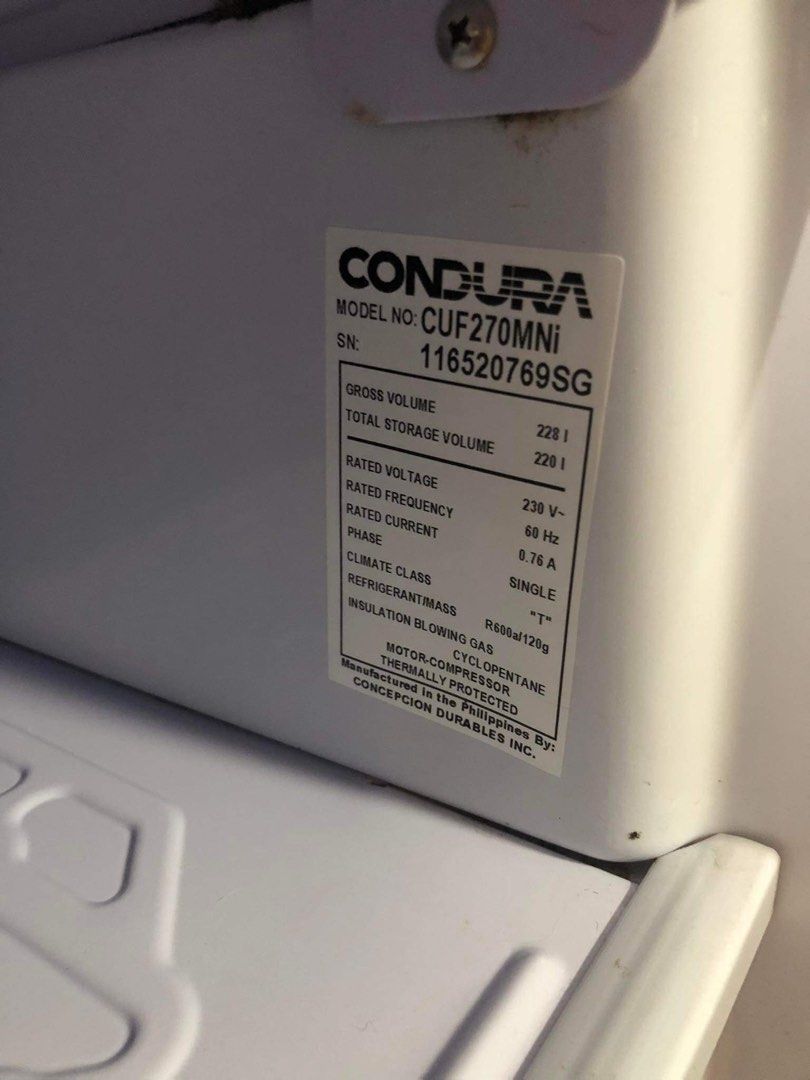 CONDURA
MODEL NO: CUF270MNi
SN: 116520769SG
GROSS VOLUME 228 l
TOTAL STORAGE VOLUME 220 l
RATED VOLTAGE 230 V~
RATED FREQUENCY 60 Hz
RATED CURRENT 0.76 A
PHASE SINGLE
CLIMATE CLASS "T"
REFRIGERANT/MASS R600a/120g
INSULATION BLOWING GAS CYCLOPENTANE
MOTOR-COMPRESSOR
THERMALLY PROTECTED
Manufactured in the Philippines By:
CONCEPCION DURABLES INC.